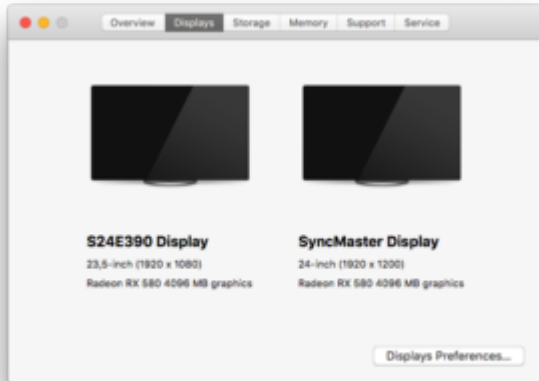 Overview Displays Storage Memory Support Service
S24E390 Display
23,5-inch (1920 x 1080)
Radeon RX 580 4096 MB graphics
SyncMaster Display
24-inch (1920 x 1200)
Radeon RX 580 4096 MB graphics
Displays Preferences...